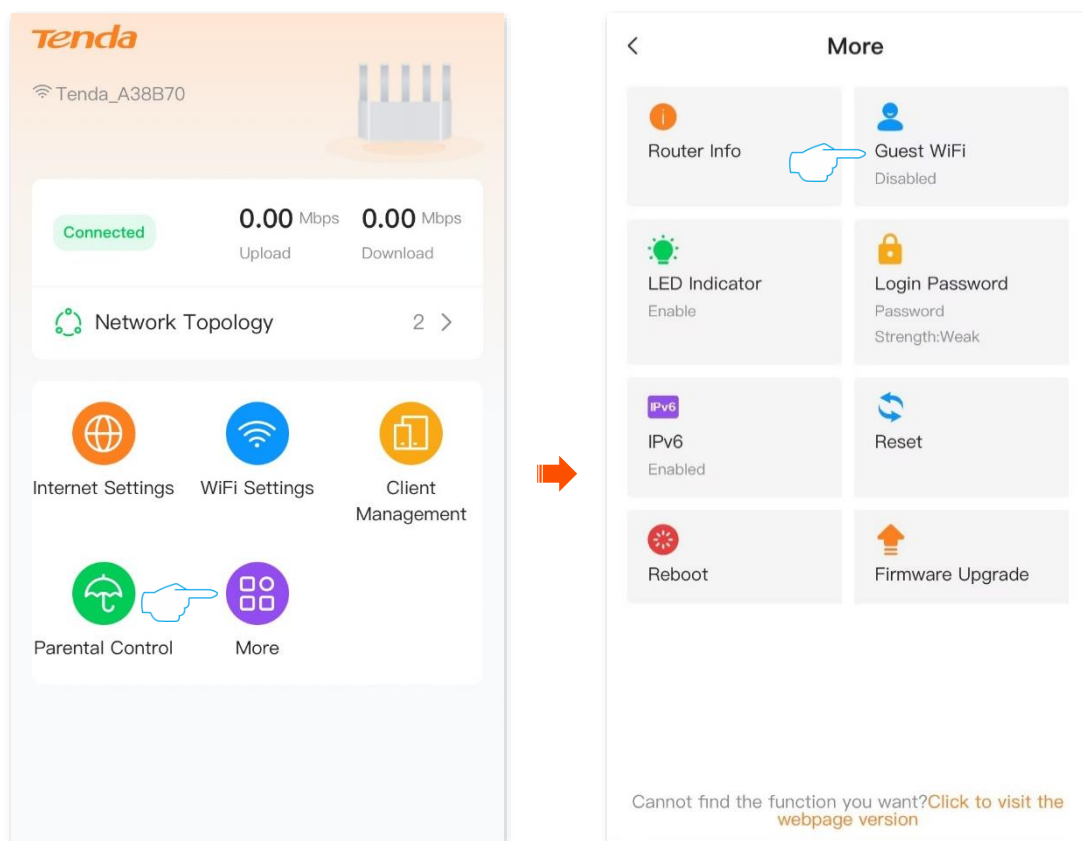 Tenda
Tenda_A38B70
Connected
0.00 Mbps
Upload
0.00 Mbps
Download
Network Topology
2
Internet Settings
WiFi Settings
Client
Management
Parental Control
More
More
Router Info
Guest WiFi
Disabled
LED Indicator
Enable
Login Password
Password
Strength:Weak
IPv6
IPv6
Enabled
Reset
Reboot
Firmware Upgrade
Cannot find the function you want?Click to visit the
webpage version